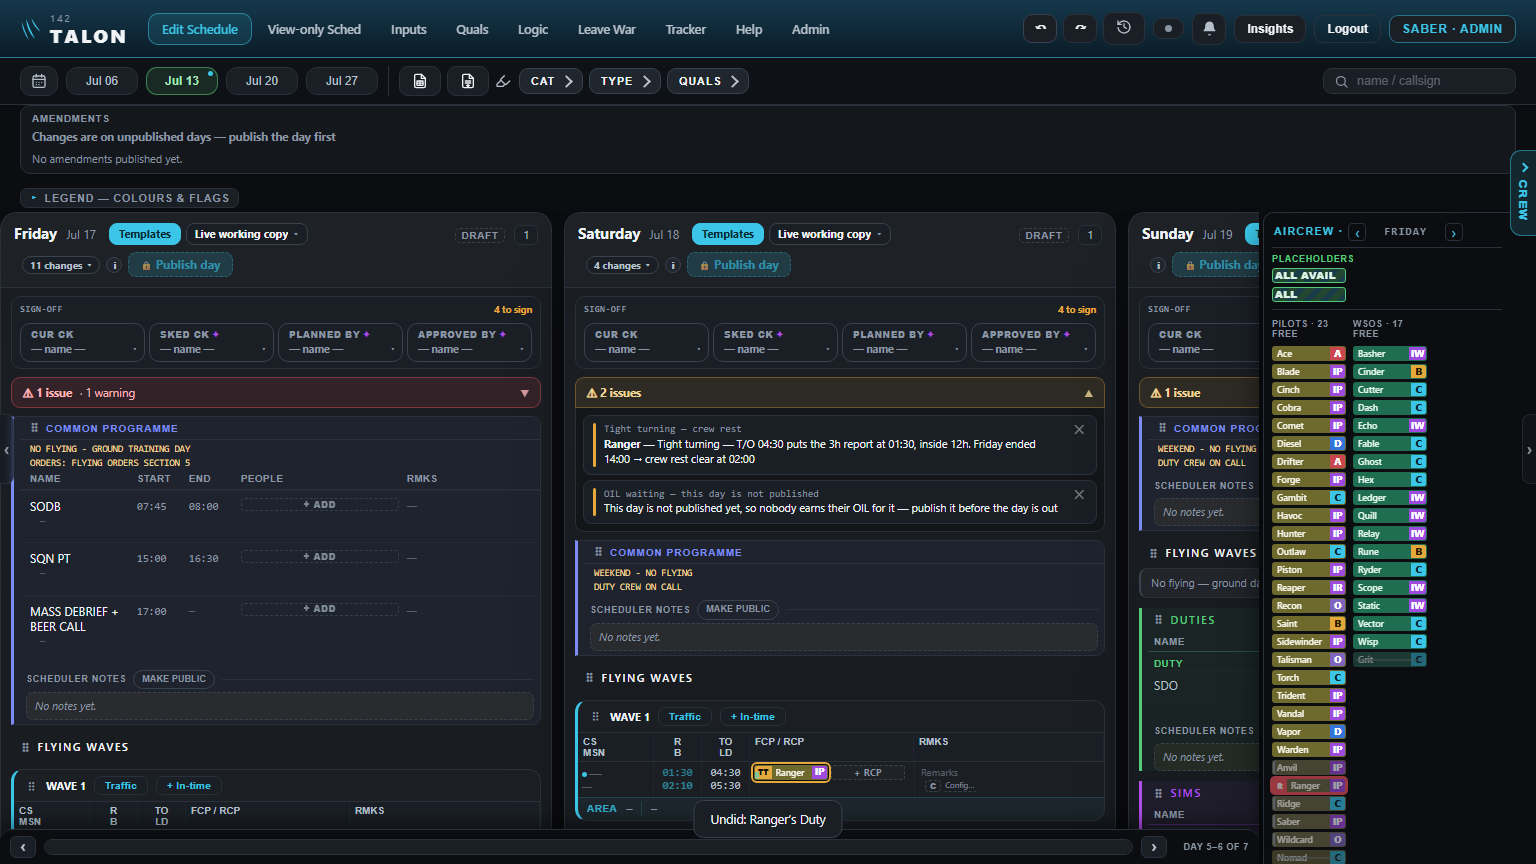 142
TALON
Edit Schedule
View-only Sched
Inputs
Quals
Logic
Leave War
Tracker
Help
Admin
Insights
Logout
SABER · ADMIN
Jul 06
Jul 13
Jul 20
Jul 27
CAT
TYPE
QUALS
name / callsign
AMENDMENTS
Changes are on unpublished days — publish the day first
No amendments published yet.
LEGEND — COLOURS & FLAGS
CREW
Friday Jul 17
Templates
Live working copy
DRAFT
1
11 changes
i
Publish day
SIGN-OFF
4 to sign
CUR CK
— name —
SKED CK
— name —
PLANNED BY
— name —
APPROVED BY
— name —
1 issue · 1 warning
COMMON PROGRAMME
NO FLYING - GROUND TRAINING DAY
ORDERS: FLYING ORDERS SECTION 5
NAME START END PEOPLE RMKS
SODB 07:45 08:00 + ADD —
—
SQN PT 15:00 16:30 + ADD —
—
MASS DEBRIEF + BEER CALL 17:00 — + ADD —
—
SCHEDULER NOTES MAKE PUBLIC
No notes yet.
FLYING WAVES
WAVE 1 Traffic + In-time
CS R TO FCP / RCP RMKS
MSN B LD
Saturday Jul 18
Templates
Live working copy
DRAFT
1
4 changes
i
Publish day
SIGN-OFF
4 to sign
CUR CK
— name —
SKED CK
— name —
PLANNED BY
— name —
APPROVED BY
— name —
2 issues
Tight turning — crew rest
Ranger — Tight turning — T/O 04:30 puts the 3h report at 01:30, inside 12h. Friday ended
14:00 → crew rest clear at 02:00
OIL waiting — this day is not published
This day is not published yet, so nobody earns their OIL for it — publish it before the day is out
COMMON PROGRAMME
WEEKEND - NO FLYING
DUTY CREW ON CALL
SCHEDULER NOTES MAKE PUBLIC
No notes yet.
FLYING WAVES
WAVE 1 Traffic + In-time
CS R TO FCP / RCP RMKS
MSN B LD
— 01:30 04:30 TT Ranger IP + RCP Remarks
— 02:10 05:30 C Config...
AREA — —
Undid: Ranger's Duty
Sunday Jul 19
i
Publish day
SIGN-OFF
CUR CK
— name —
1 issue
COMMON PROG
WEEKEND - NO FLYING
DUTY CREW ON CALL
SCHEDULER NOTES
No notes yet.
FLYING WAVES
No flying — ground da
DUTIES
NAME
DUTY
SDO
SCHEDULER NOTES
No notes yet.
SIMS
NAME
AIRCREW ·
FRIDAY
PLACEHOLDERS
ALL AVAIL
ALL
PILOTS · 23 FREE
WSOS · 17 FREE
Ace A
Blade IP
Cinch IP
Cobra IP
Comet IP
Diesel D
Drifter A
Forge IP
Gambit C
Havoc IP
Hunter IP
Outlaw C
Piston IP
Reaper IR
Recon O
Saint B
Sidewinder IP
Talisman O
Torch C
Trident IP
Vandal IP
Vapor D
Warden IP
Anvil IP
R Ranger IP
Ridge C
Saber IP
Wildcard O
Nomad C
Basher IW
Cinder B
Cutter C
Dash C
Echo IW
Fable C
Ghost C
Hex C
Ledger IW
Quill IW
Relay IW
Rune B
Ryder C
Scope IW
Static IW
Vector C
Wisp C
Grit C
DAY 5–6 OF 7